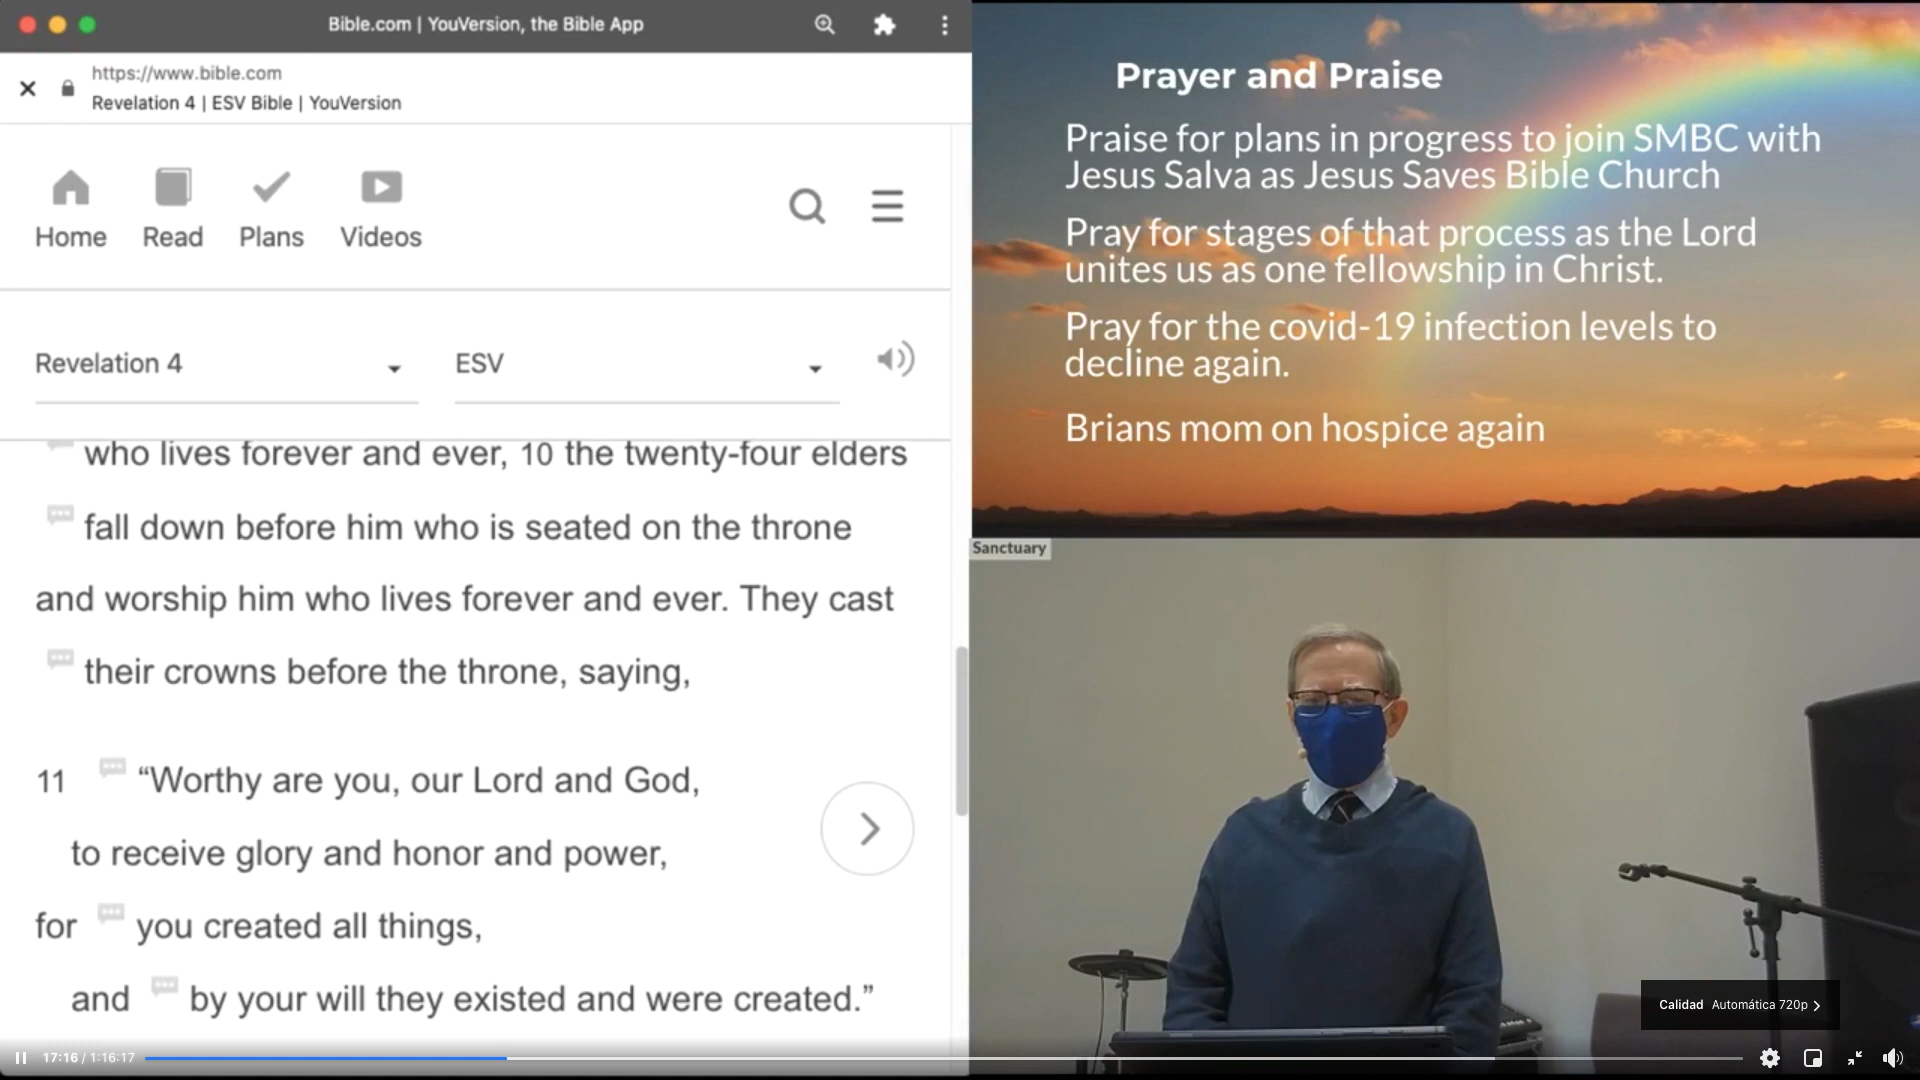 Bible.com | YouVersion, the Bible App
https://www.bible.com
Revelation 4 | ESV Bible | YouVersion
Home Read Plans Videos
Revelation 4 ESV
who lives forever and ever, 10 the twenty-four elders
fall down before him who is seated on the throne
and worship him who lives forever and ever. They cast
their crowns before the throne, saying,
11 “Worthy are you, our Lord and God,
to receive glory and honor and power,
for you created all things,
and by your will they existed and were created.”
Prayer and Praise
Praise for plans in progress to join SMBC with
Jesus Salva as Jesus Saves Bible Church
Pray for stages of that process as the Lord
unites us as one fellowship in Christ.
Pray for the covid-19 infection levels to
decline again.
Brians mom on hospice again
Sanctuary
Calidad Automática 720p
17:16 / 1:16:17